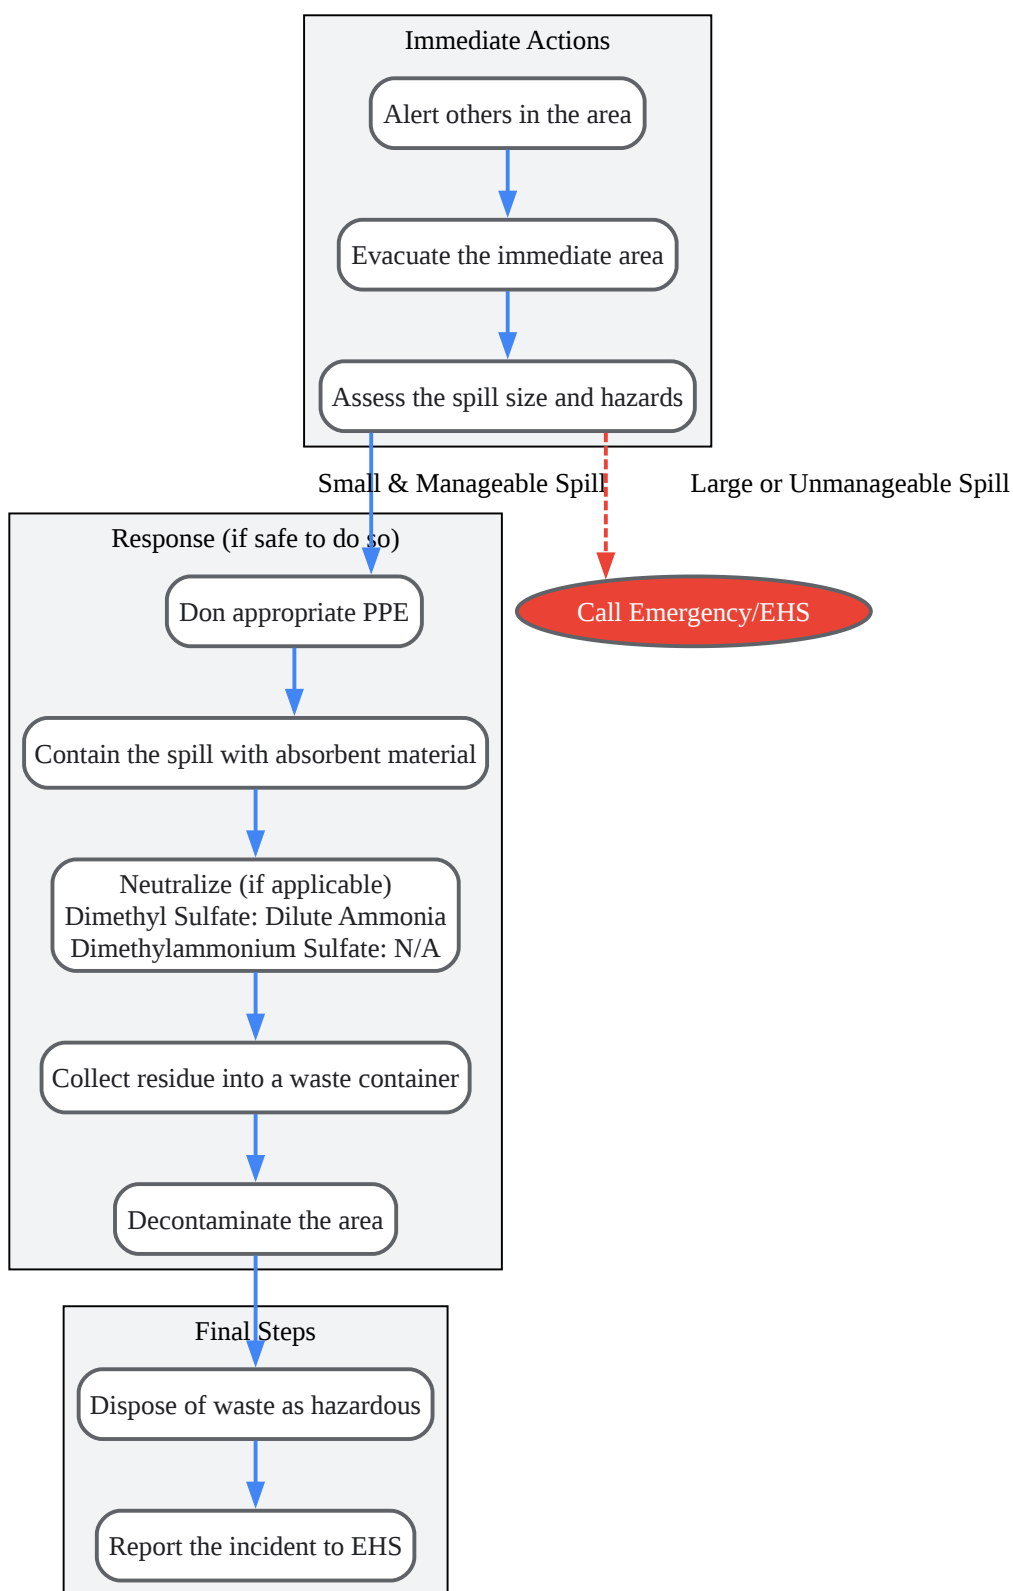 Immediate Actions
Alert others in the area
Evacuate the immediate area
Assess the spill size and hazards
Small & Manageable Spill
Large or Unmanageable Spill
Response (if safe to do so)
Don appropriate PPE
Call Emergency/EHS
Contain the spill with absorbent material
Neutralize (if applicable)
Dimethyl Sulfate: Dilute Ammonia
Dimethylammonium Sulfate: N/A
Collect residue into a waste container
Decontaminate the area
Final Steps
Dispose of waste as hazardous
Report the incident to EHS